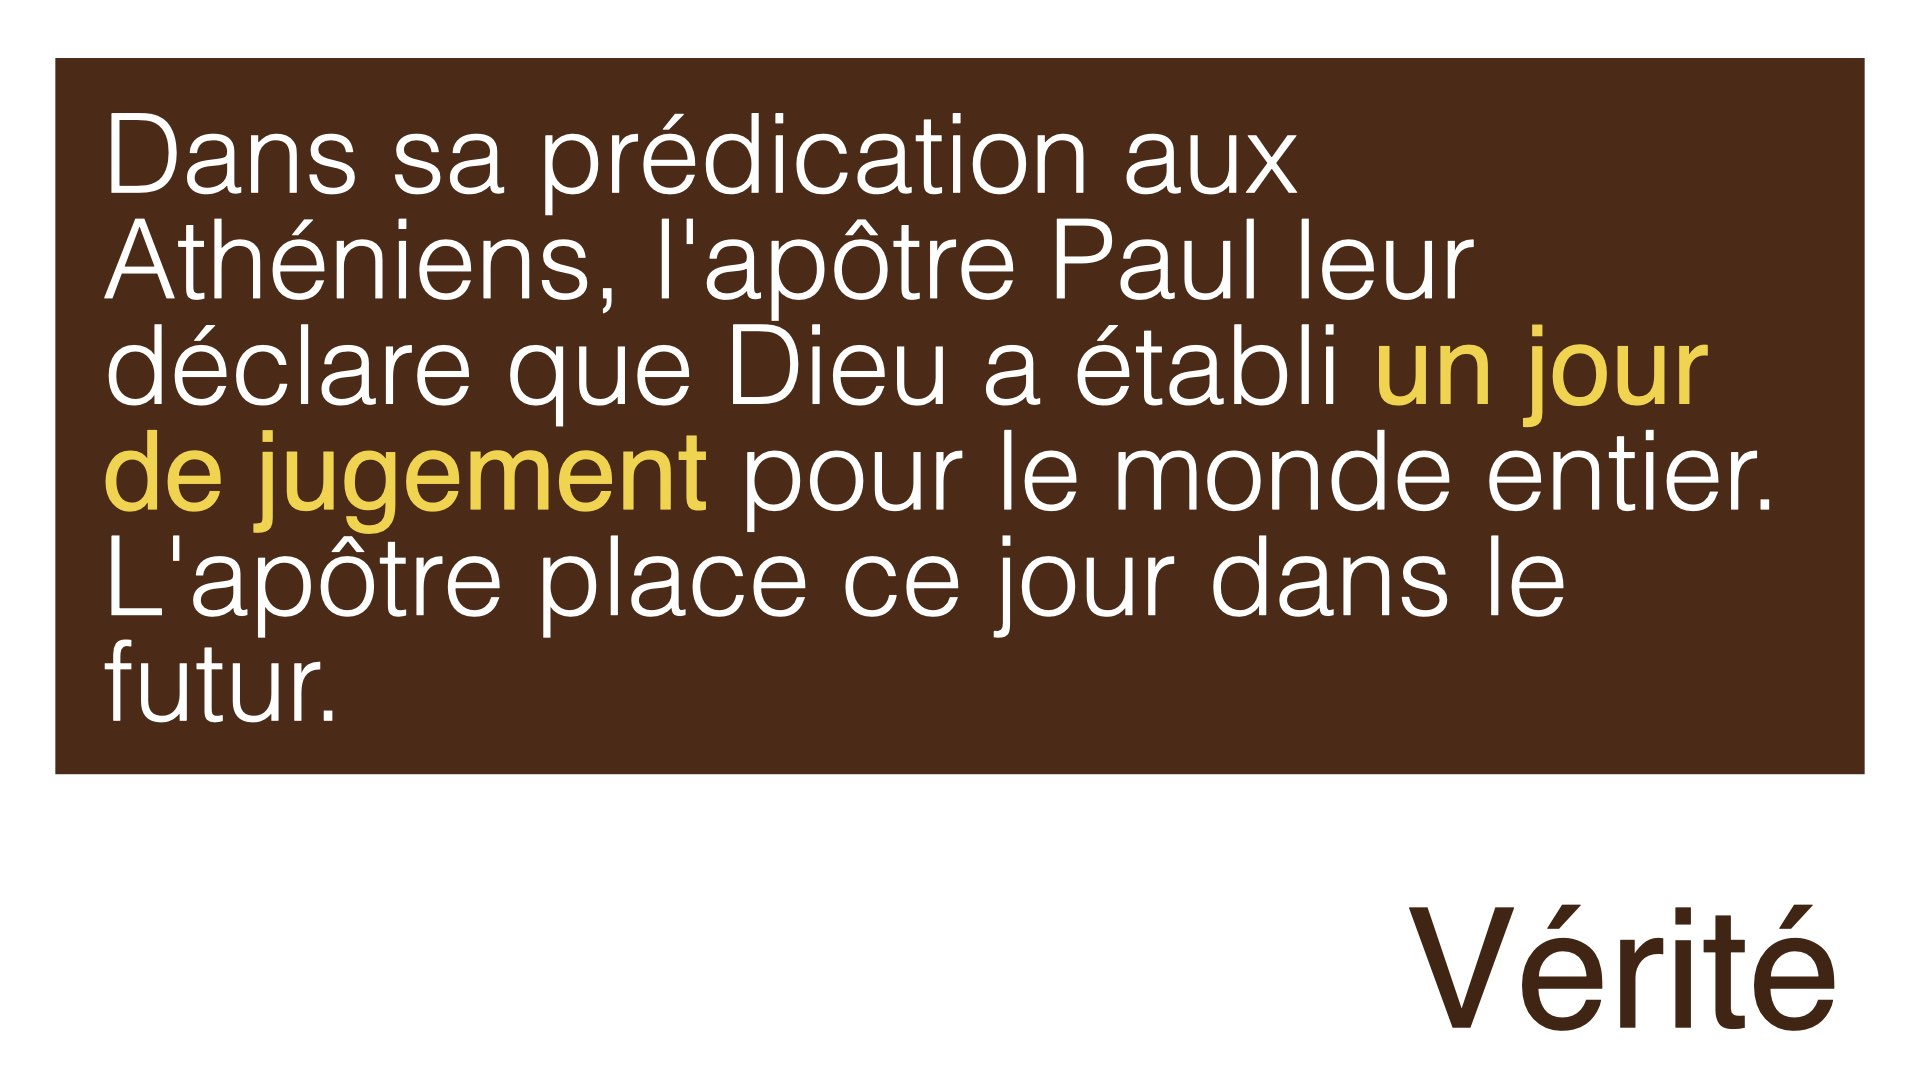 Dans sa prédication aux
Athéniens, l'apôtre Paul leur
déclare que Dieu a établi un jour
de jugement pour le monde entier.
L'apôtre place ce jour dans le
futur.
Vérité